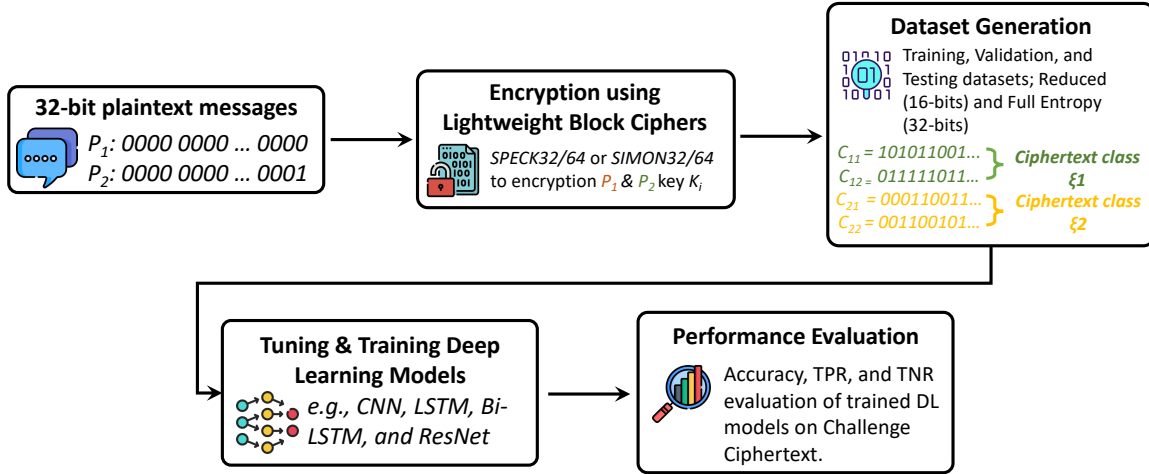 32-bit plaintext messages
P₁: 0000 0000 ... 0000
P₂: 0000 0000 ... 0001
Encryption using
Lightweight Block Ciphers
SPECK32/64 or SIMON32/64
to encryption P₁ & P₂ key Kᵢ
Dataset Generation
Training, Validation, and
Testing datasets; Reduced
(16-bits) and Full Entropy
(32-bits)
C₁₁ = 101011001...
C₁₂ = 011111011...
Ciphertext class
ξ1
C₂₁ = 000110011...
C₂₂ = 001100101...
Ciphertext class
ξ2
Tuning & Training Deep
Learning Models
e.g., CNN, LSTM, Bi-
LSTM, and ResNet
Performance Evaluation
Accuracy, TPR, and TNR
evaluation of trained DL
models on Challenge
Ciphertext.